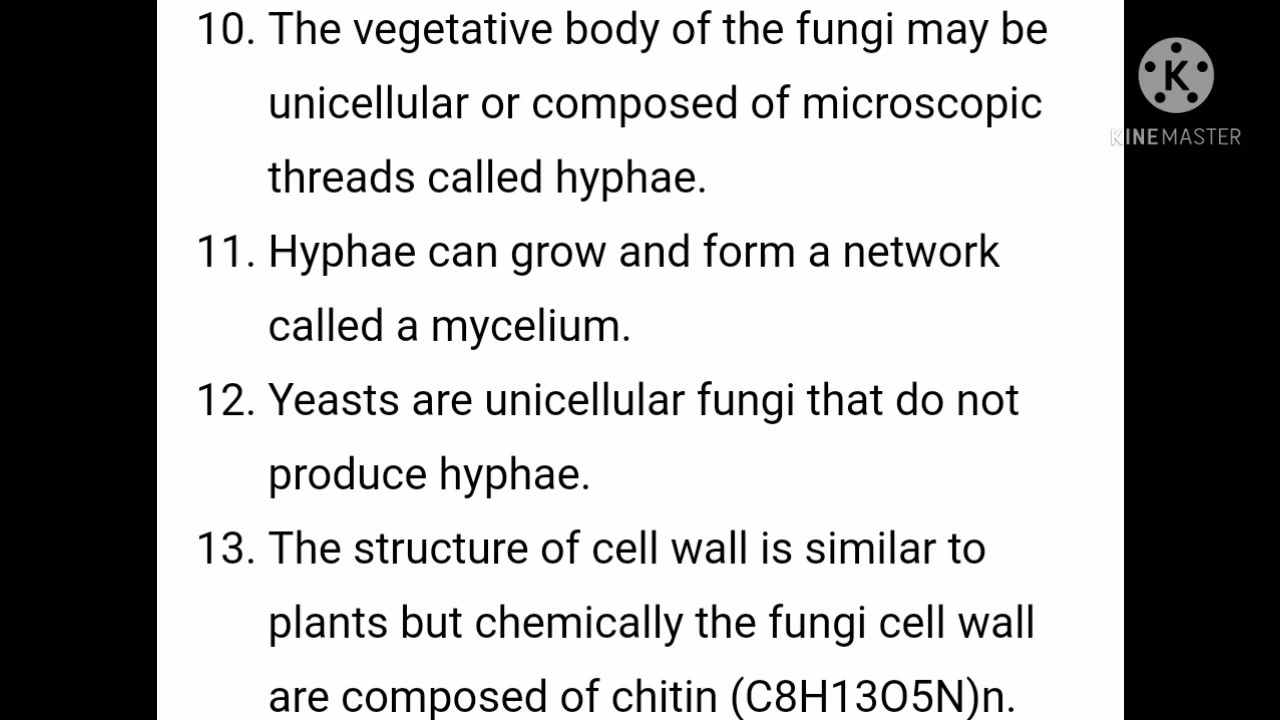 10. The vegetative body of the fungi may be
unicellular or composed of microscopic
threads called hyphae.
11. Hyphae can grow and form a network
called a mycelium.
12. Yeasts are unicellular fungi that do not
produce hyphae.
13. The structure of cell wall is similar to
plants but chemically the fungi cell wall
are composed of chitin (C8H13O5N)n.
K
KINEMASTER